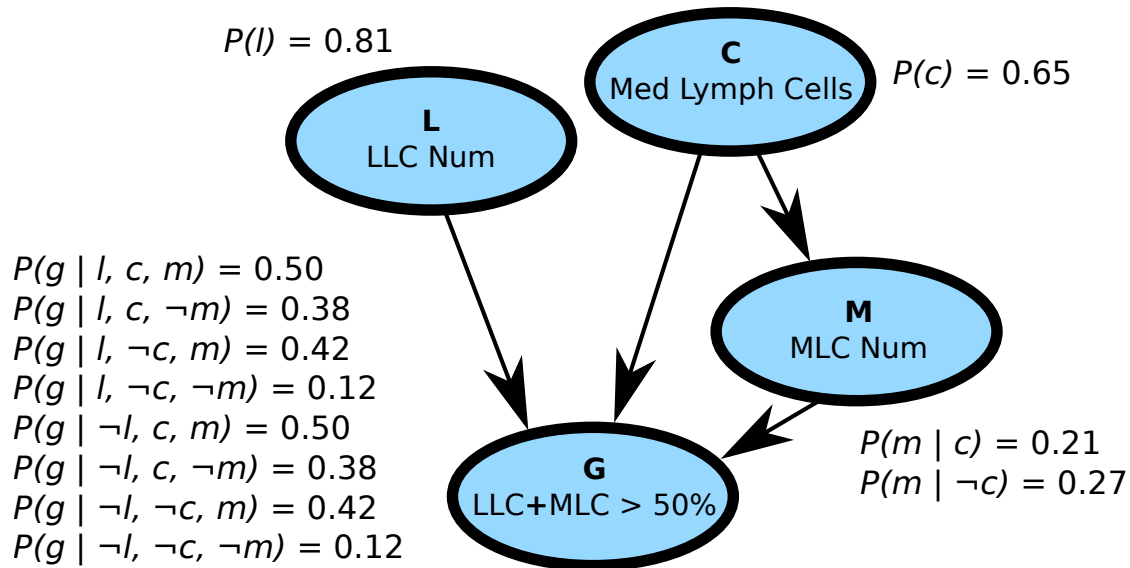 P(l) = 0.81
C
Med Lymph Cells
P(c) = 0.65
L
LLC Num
P(g | l, c, m) = 0.50
P(g | l, c, ¬m) = 0.38
P(g | l, ¬c, m) = 0.42
P(g | l, ¬c, ¬m) = 0.12
P(g | ¬l, c, m) = 0.50
P(g | ¬l, c, ¬m) = 0.38
P(g | ¬l, ¬c, m) = 0.42
P(g | ¬l, ¬c, ¬m) = 0.12
M
MLC Num
P(m | c) = 0.21
P(m | ¬c) = 0.27
G
LLC+MLC > 50%